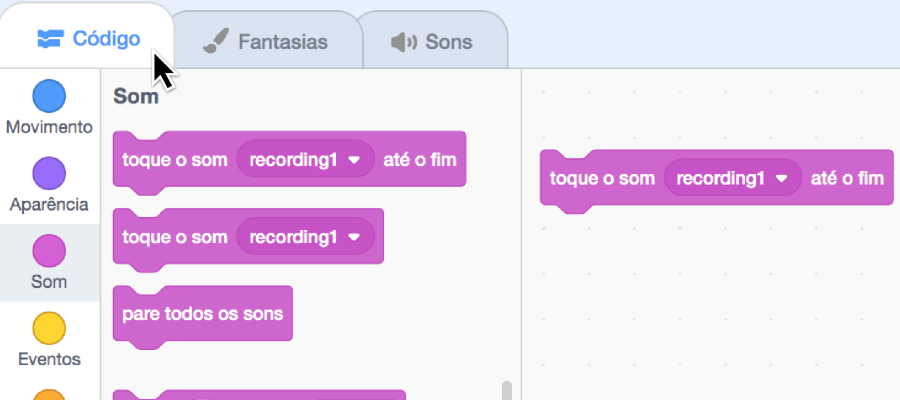 Código
Fantasias
Sons
Movimento
Aparência
Som
Eventos
Som
toque o som recording1 até o fim
toque o som recording1
pare todos os sons
toque o som recording1 até o fim